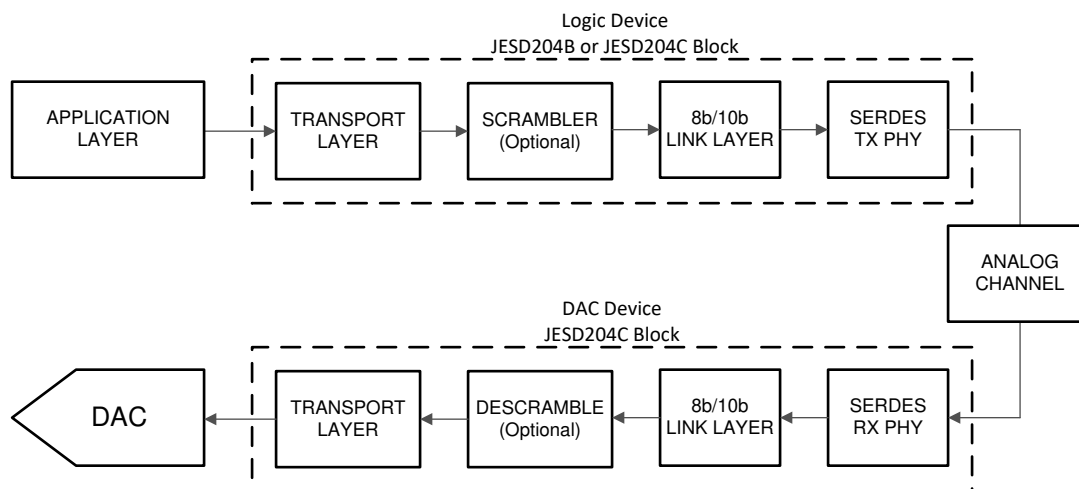 Logic Device
JESD204B or JESD204C Block
APPLICATION
LAYER
TRANSPORT
LAYER
SCRAMBLER
(Optional)
8b/10b
LINK LAYER
SERDES
TX PHY
ANALOG
CHANNEL
DAC Device
JESD204C Block
DAC
TRANSPORT
LAYER
DESCRAMBLE
(Optional)
8b/10b
LINK LAYER
SERDES
RX PHY